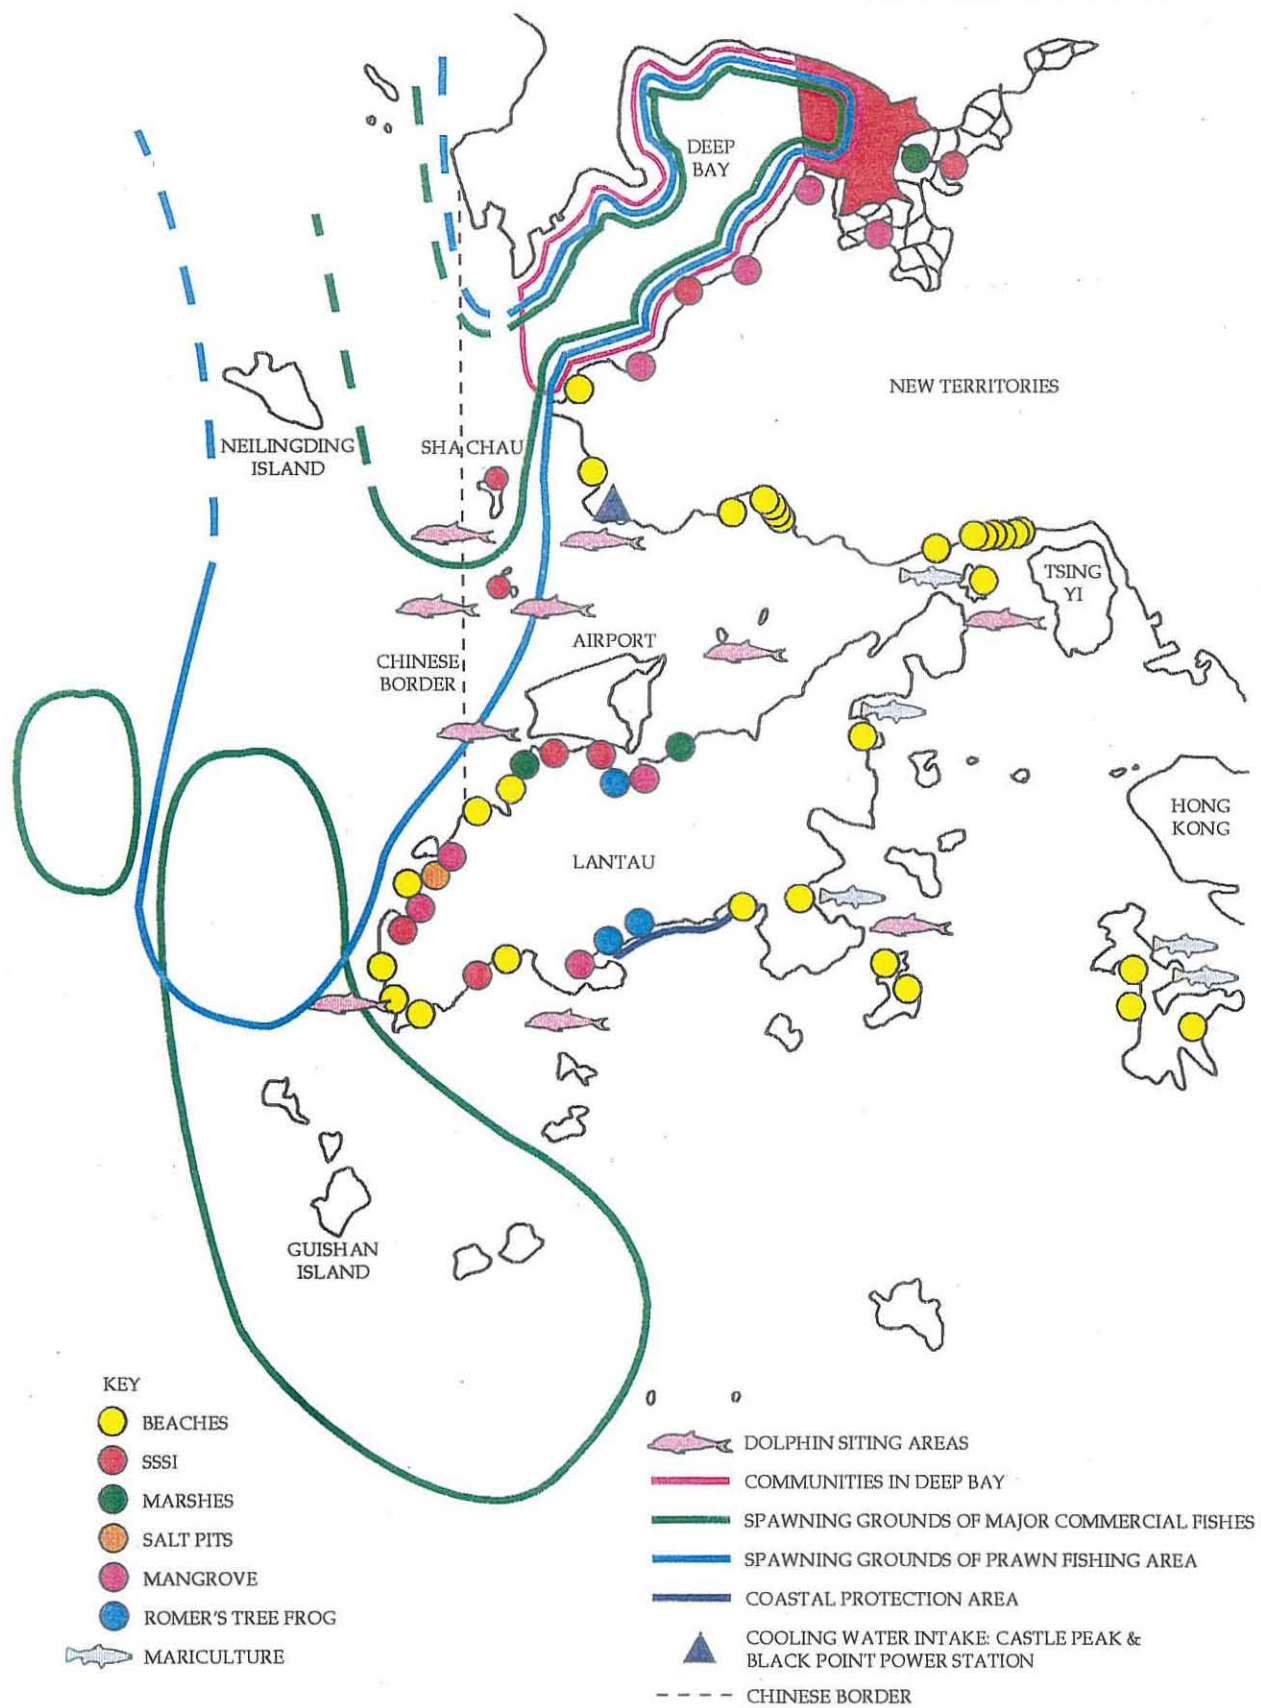 DEEP
BAY
NEW TERRITORIES
NEILINGDING
ISLAND
SHA CHAU
TSING
YI
AIRPORT
CHINESE
BORDER
HONG
KONG
LANTAU
GUISHAN
ISLAND
KEY
BEACHES
SSSI
MARSHES
SALT PITS
MANGROVE
ROMER'S TREE FROG
MARICULTURE
DOLPHIN SITING AREAS
COMMUNITIES IN DEEP BAY
SPAWNING GROUNDS OF MAJOR COMMERCIAL FISHES
SPAWNING GROUNDS OF PRAWN FISHING AREA
COASTAL PROTECTION AREA
COOLING WATER INTAKE: CASTLE PEAK &
BLACK POINT POWER STATION
CHINESE BORDER